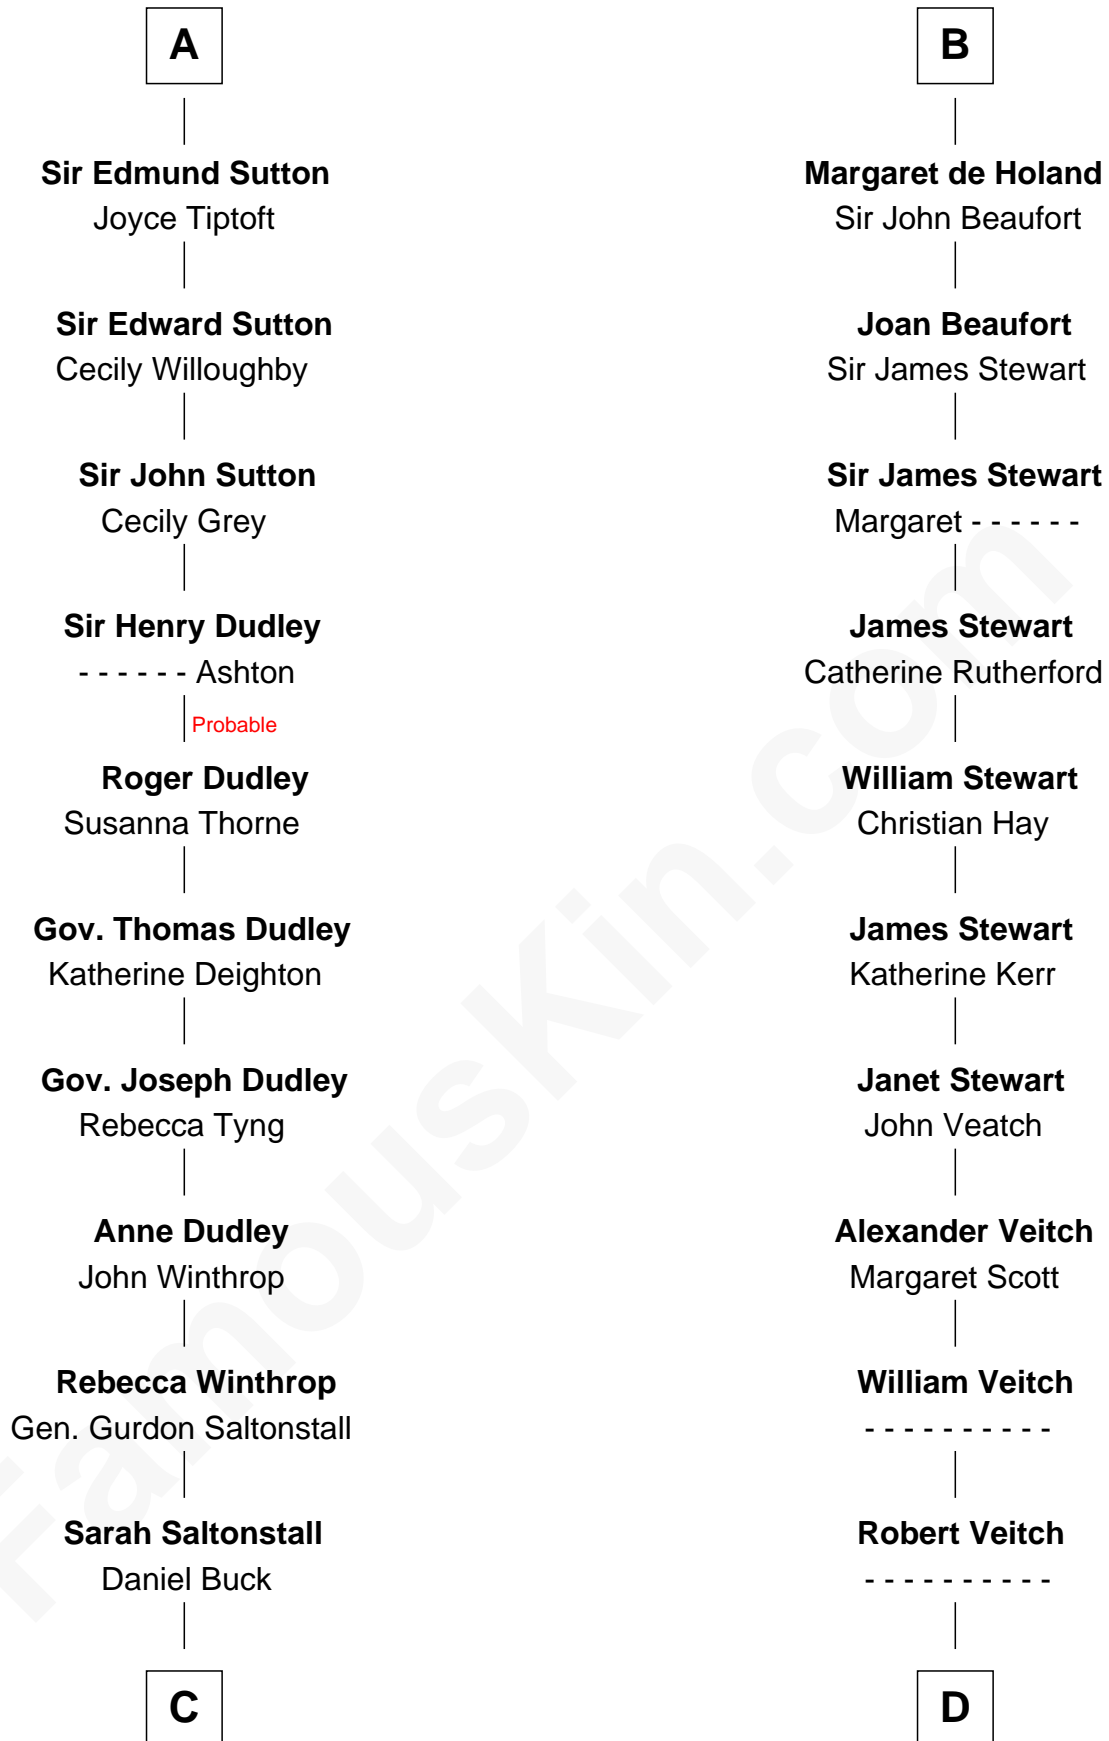 A
Sir Edmund Sutton
Joyce Tiptoft
Sir Edward Sutton
Cecily Willoughby
Sir John Sutton
Cecily Grey
Sir Henry Dudley
- - - - - - Ashton
Probable
Roger Dudley
Susanna Thorne
Gov. Thomas Dudley
Katherine Deighton
Gov. Joseph Dudley
Rebecca Tyng
Anne Dudley
John Winthrop
Rebecca Winthrop
Gen. Gurdon Saltonstall
Sarah Saltonstall
Daniel Buck
C
B
Margaret de Holand
Sir John Beaufort
Joan Beaufort
Sir James Stewart
Sir James Stewart
Margaret - - - - - -
James Stewart
Catherine Rutherford
William Stewart
Christian Hay
James Stewart
Katherine Kerr
Janet Stewart
John Veatch
Alexander Veitch
Margaret Scott
William Veitch
- - - - - - - - - -
Robert Veitch
- - - - - - - - - -
D
FamousKin.com